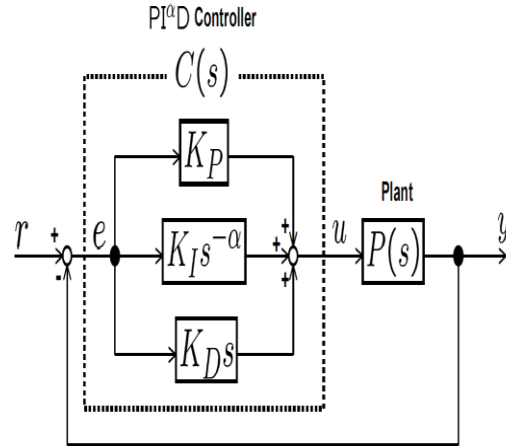 PI^αD Controller
C(s)
K_P
Plant
r + e K_I s^{-α} + + u P(s) y
-
+
K_D s